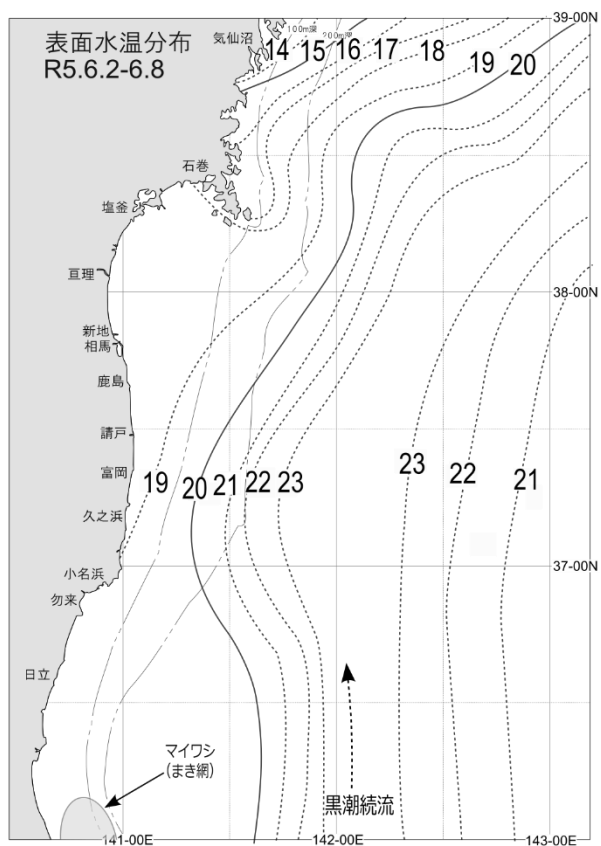 表面水温分布
R5.6.2-6.8
気仙沼
100m深
200m深
39-00N
14 15 16 17 18 19 20
石巻
塩釜
亘理
38-00N
新地
相馬
鹿島
請戸
富岡
久之浜
19 20 21 22 23 23 22 21
小名浜
37-00N
勿来
日立
マイワシ
(まき網)
黒潮続流
141-00E 142-00E 143-00E